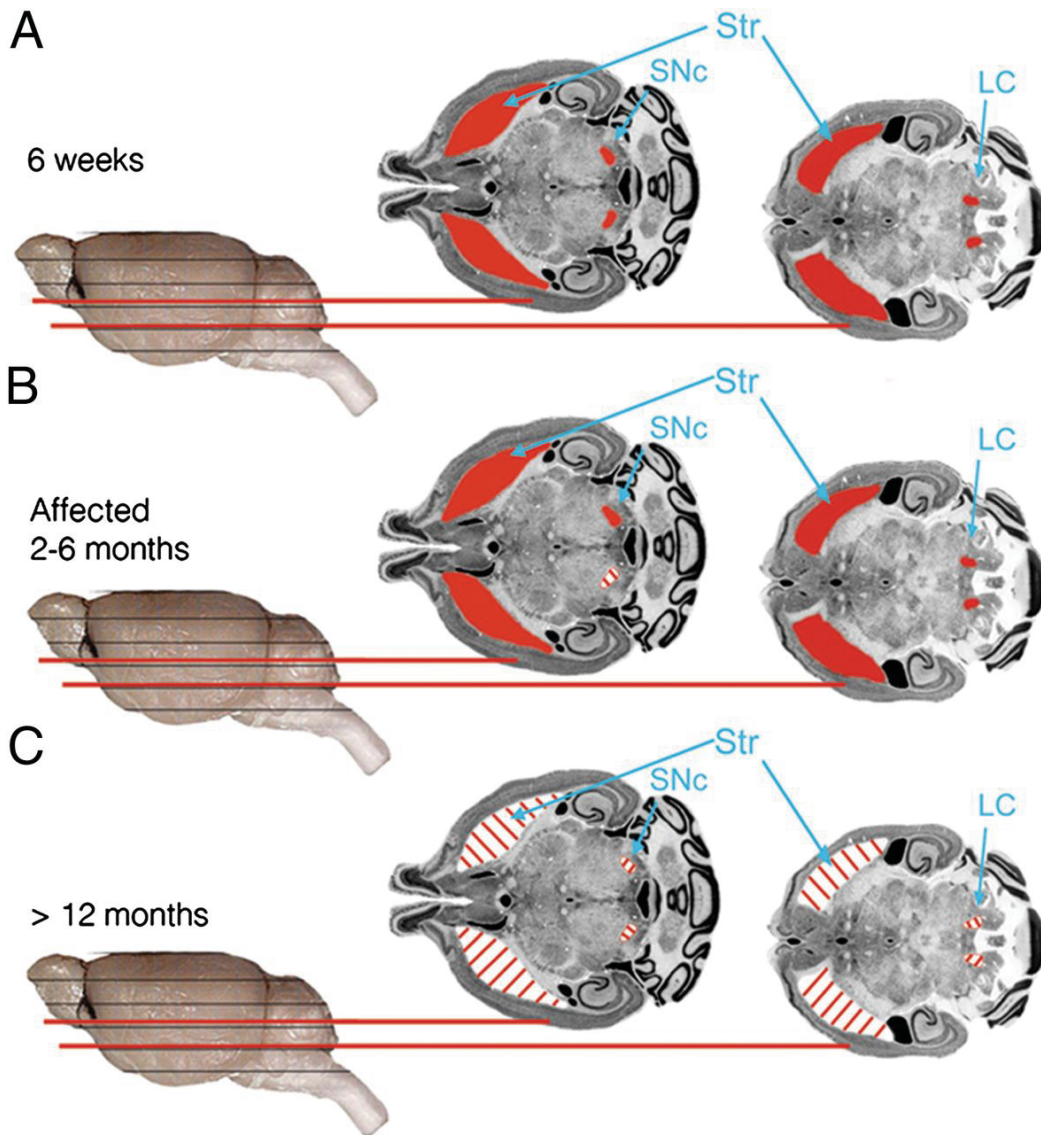 A
Str
SNc
LC
6 weeks
B
Str
SNc
LC
Affected
2-6 months
C
Str
SNc
LC
> 12 months